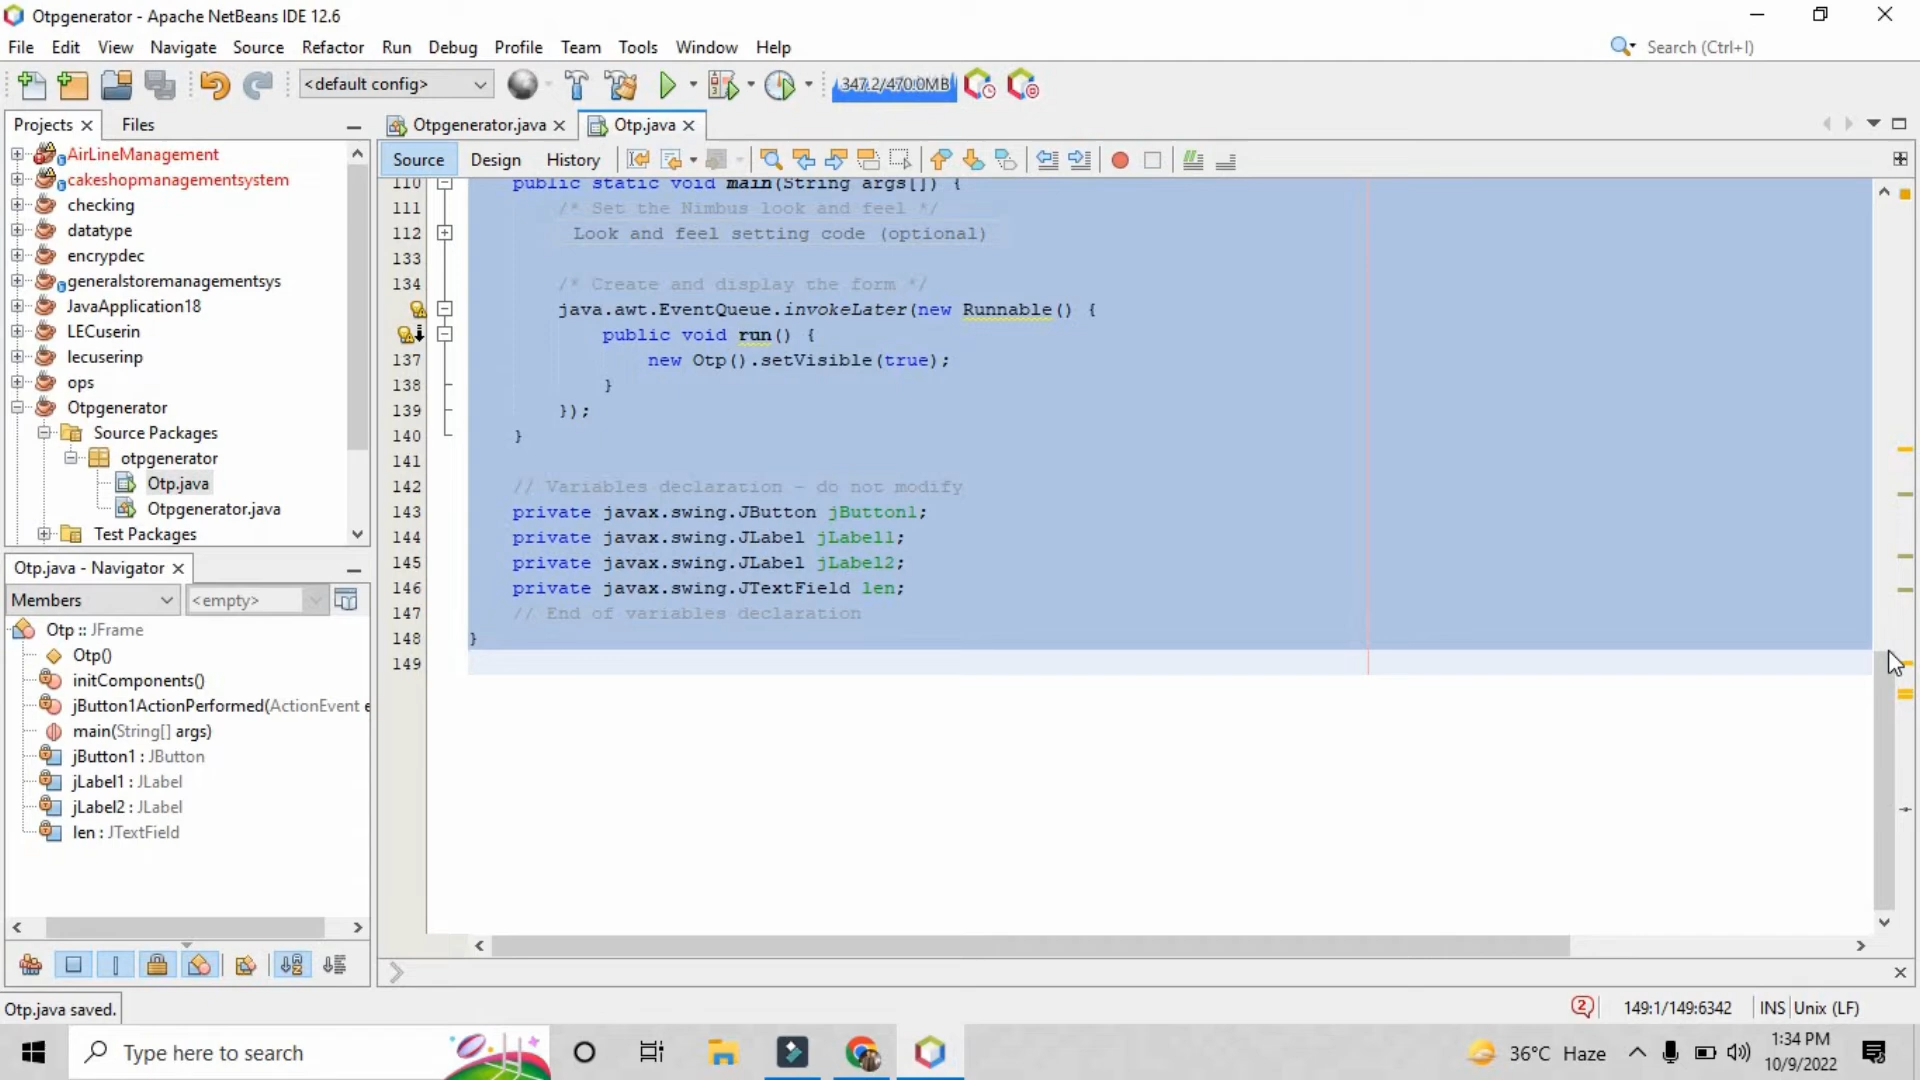 Otpgenerator - Apache NetBeans IDE 12.6
File Edit View Navigate Source Refactor Run Debug Profile Team Tools Window Help
Search (Ctrl+I)
<default config>
347.2/470.0MB
Projects Files
Otpgenerator.java Otp.java
Source Design History
AirLineManagement
cakeshopmanagementsystem
checking
datatype
encrypdec
generalstoremanagementsys
JavaApplication18
LECuserin
lecuserinp
ops
Otpgenerator
Source Packages
otpgenerator
Otp.java
Otpgenerator.java
Test Packages
Otp.java - Navigator
Members <empty>
Otp :: JFrame
Otp()
initComponents()
jButton1ActionPerformed(ActionEvent e
main(String[] args)
jButton1 : JButton
jLabel1 : JLabel
jLabel2 : JLabel
len : JTextField
110 public static void main(String args[]) {
111 /* Set the Nimbus look and feel */
112 Look and feel setting code (optional)
133
134 /* Create and display the form */
java.awt.EventQueue.invokeLater(new Runnable() {
public void run() {
137 new Otp().setVisible(true);
138 }
139 });
140 }
141
142 // Variables declaration - do not modify
143 private javax.swing.JButton jButton1;
144 private javax.swing.JLabel jLabel1;
145 private javax.swing.JLabel jLabel2;
146 private javax.swing.JTextField len;
147 // End of variables declaration
148 }
149
Otp.java saved.
2 149:1/149:6342 INS Unix (LF)
Type here to search
36°C Haze
1:34 PM
10/9/2022